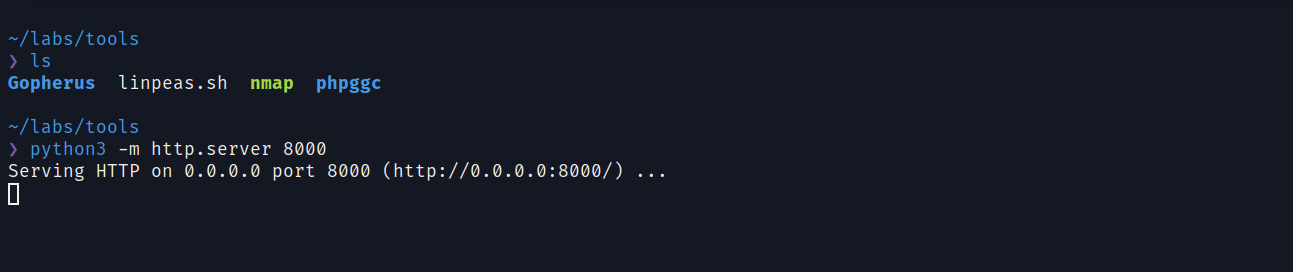 ~/labs/tools
❯ ls
Gopherus  linpeas.sh  nmap  phpggc
~/labs/tools
❯ python3 -m http.server 8000
Serving HTTP on 0.0.0.0 port 8000 (http://0.0.0.0:8000/) ...